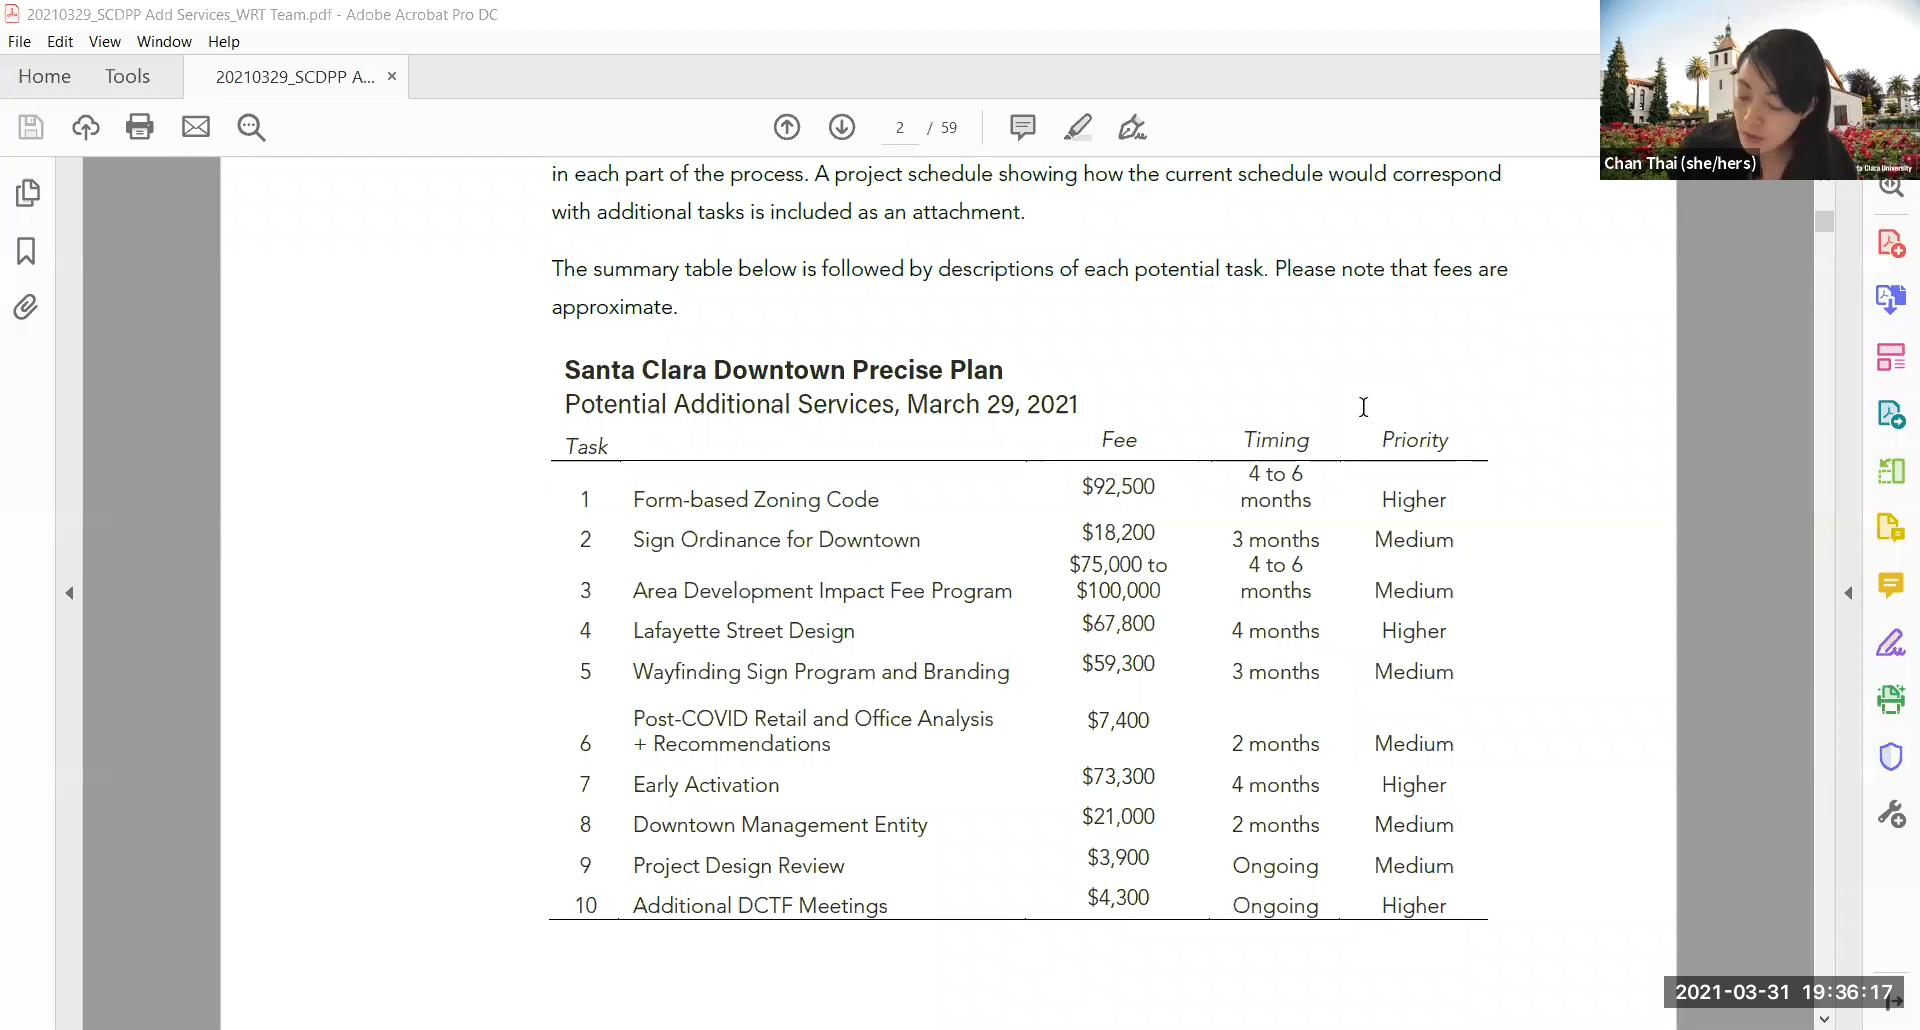 20210329_SCDPP Add Services_WRT Team.pdf - Adobe Acrobat Pro DC
File Edit View Window Help
Home Tools 20210329_SCDPP A... ×
2 / 59
Chan Thai (she/hers)
Clara University
in each part of the process. A project schedule showing how the current schedule would correspond
with additional tasks is included as an attachment.
The summary table below is followed by descriptions of each potential task. Please note that fees are
approximate.
Santa Clara Downtown Precise Plan
Potential Additional Services, March 29, 2021
Task Fee Timing Priority
1 Form-based Zoning Code $92,500 4 to 6 months Higher
2 Sign Ordinance for Downtown $18,200 3 months Medium
3 Area Development Impact Fee Program $75,000 to $100,000 4 to 6 months Medium
4 Lafayette Street Design $67,800 4 months Higher
5 Wayfinding Sign Program and Branding $59,300 3 months Medium
6 Post-COVID Retail and Office Analysis + Recommendations $7,400 2 months Medium
7 Early Activation $73,300 4 months Higher
8 Downtown Management Entity $21,000 2 months Medium
9 Project Design Review $3,900 Ongoing Medium
10 Additional DCTF Meetings $4,300 Ongoing Higher
2021-03-31 19:36:17